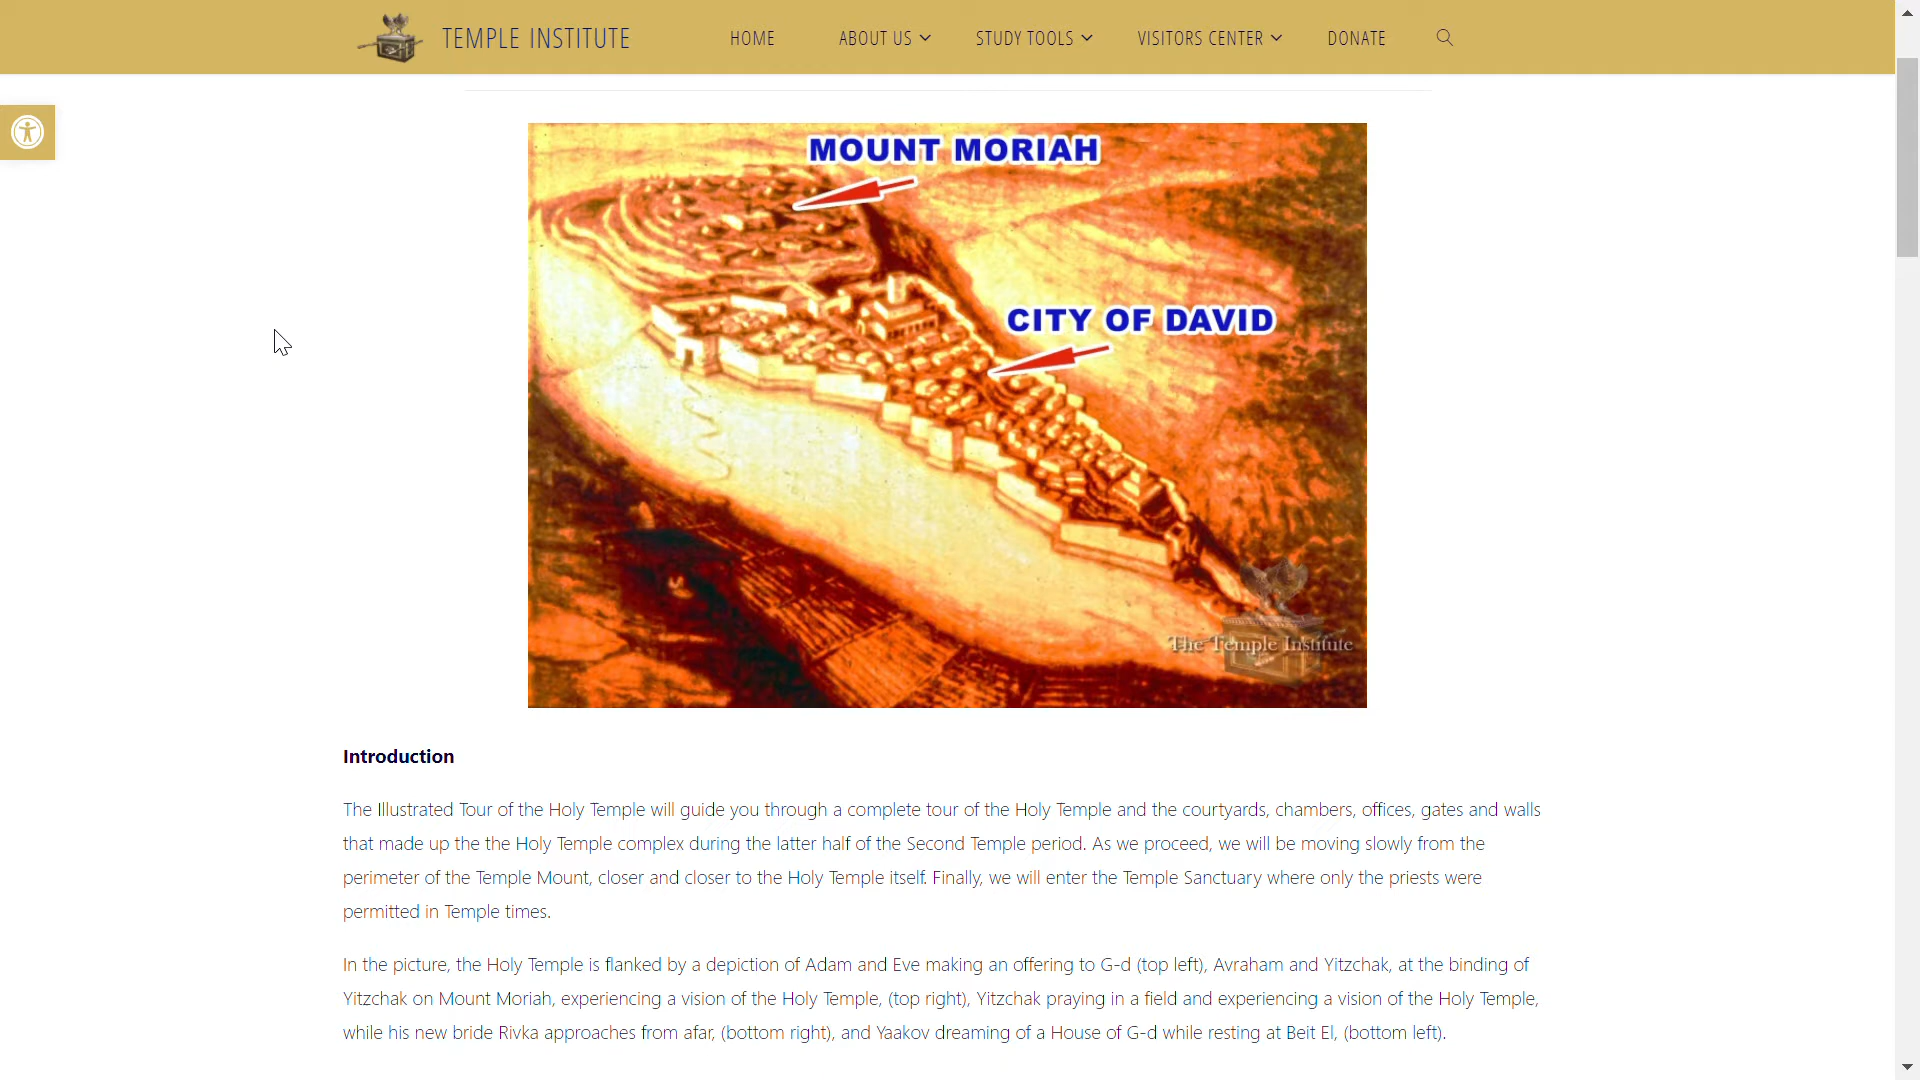 TEMPLE INSTITUTE HOME ABOUT US STUDY TOOLS VISITORS CENTER DONATE
MOUNT MORIAH
CITY OF DAVID
The Temple Institute
Introduction
The Illustrated Tour of the Holy Temple will guide you through a complete tour of the Holy Temple and the courtyards, chambers, offices, gates and walls
that made up the the Holy Temple complex during the latter half of the Second Temple period. As we proceed, we will be moving slowly from the
perimeter of the Temple Mount, closer and closer to the Holy Temple itself. Finally, we will enter the Temple Sanctuary where only the priests were
permitted in Temple times.
In the picture, the Holy Temple is flanked by a depiction of Adam and Eve making an offering to G-d (top left), Avraham and Yitzchak, at the binding of
Yitzchak on Mount Moriah, experiencing a vision of the Holy Temple, (top right), Yitzchak praying in a field and experiencing a vision of the Holy Temple,
while his new bride Rivka approaches from afar, (bottom right), and Yaakov dreaming of a House of G-d while resting at Beit El, (bottom left).